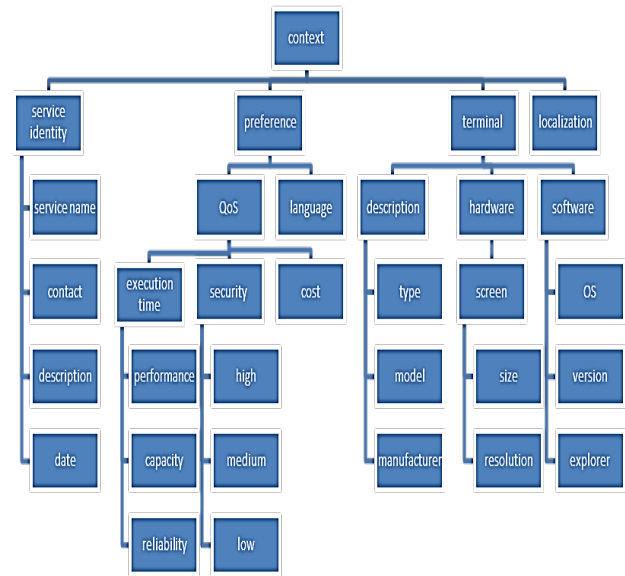 context
service
identity
preference
terminal
localization
service name
QoS
language
description
hardware
software
contact
execution
time
security
cost
type
screen
OS
description
performance
high
model
size
version
date
capacity
medium
manufacturer
resolution
explorer
reliability
low